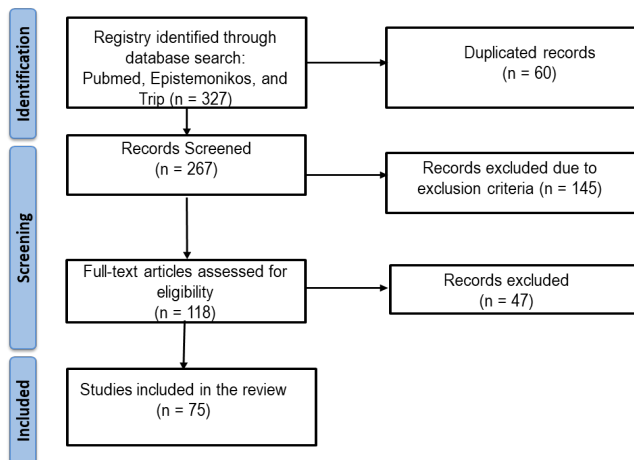 Identification
Registry identified through
database search:
Pubmed, Epistemonikos, and
Trip (n = 327)
Duplicated records
(n = 60)
Screening
Records Screened
(n = 267)
Records excluded due to
exclusion criteria (n = 145)
Full-text articles assessed for
eligibility
(n = 118)
Records excluded
(n = 47)
Included
Studies included in the review
(n = 75)